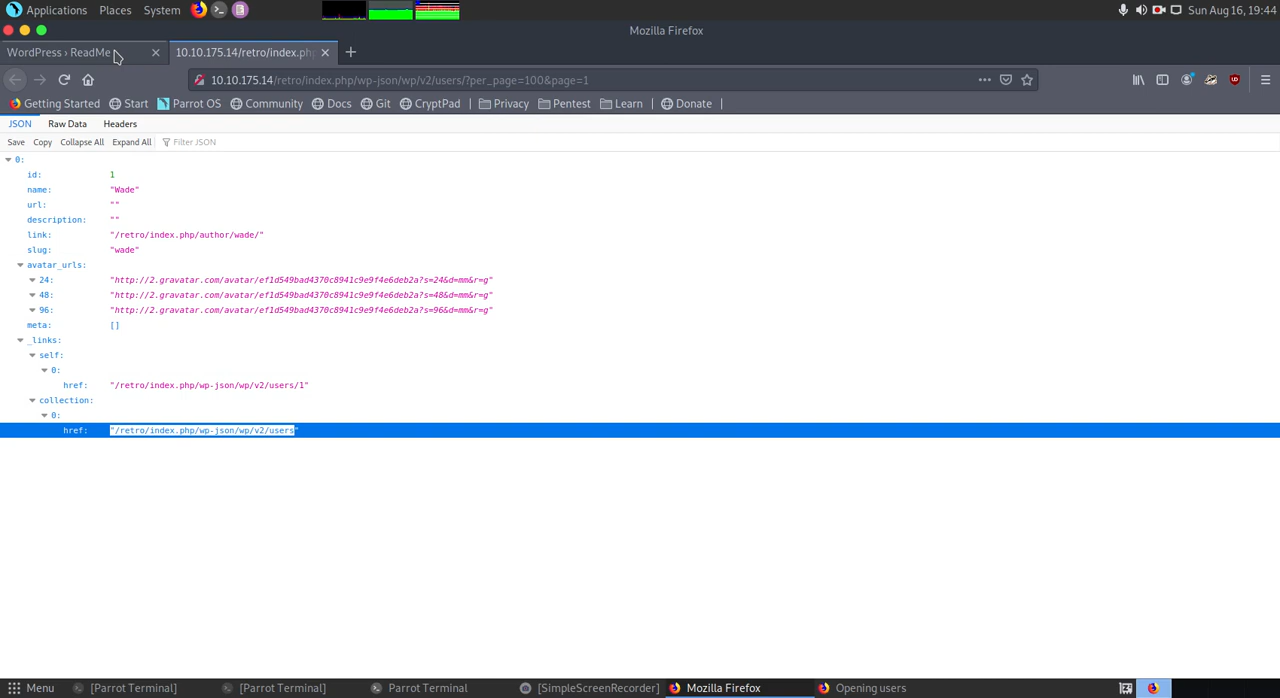 Applications Places System Sun Aug 16, 19:44
Mozilla Firefox
WordPress › ReadMe 10.10.175.14/retro/index.php
10.10.175.14/retro/index.php/wp-json/wp/v2/users/?per_page=100&page=1
Getting Started Start Parrot OS Community Docs Git CryptPad Privacy Pentest Learn Donate
JSON Raw Data Headers
Save Copy Collapse All Expand All Filter JSON
0:
id: 1
name: "Wade"
url: ""
description: ""
link: "/retro/index.php/author/wade/"
slug: "wade"
avatar_urls:
24: "http://2.gravatar.com/avatar/ef1d549bad4370c8941c9e9f4e6deb2a?s=24&d=mm&r=g"
48: "http://2.gravatar.com/avatar/ef1d549bad4370c8941c9e9f4e6deb2a?s=48&d=mm&r=g"
96: "http://2.gravatar.com/avatar/ef1d549bad4370c8941c9e9f4e6deb2a?s=96&d=mm&r=g"
meta: []
_links:
self:
0:
href: "/retro/index.php/wp-json/wp/v2/users/1"
collection:
0:
href: "/retro/index.php/wp-json/wp/v2/users"
Menu [Parrot Terminal] [Parrot Terminal] Parrot Terminal [SimpleScreenRecorder] Mozilla Firefox Opening users